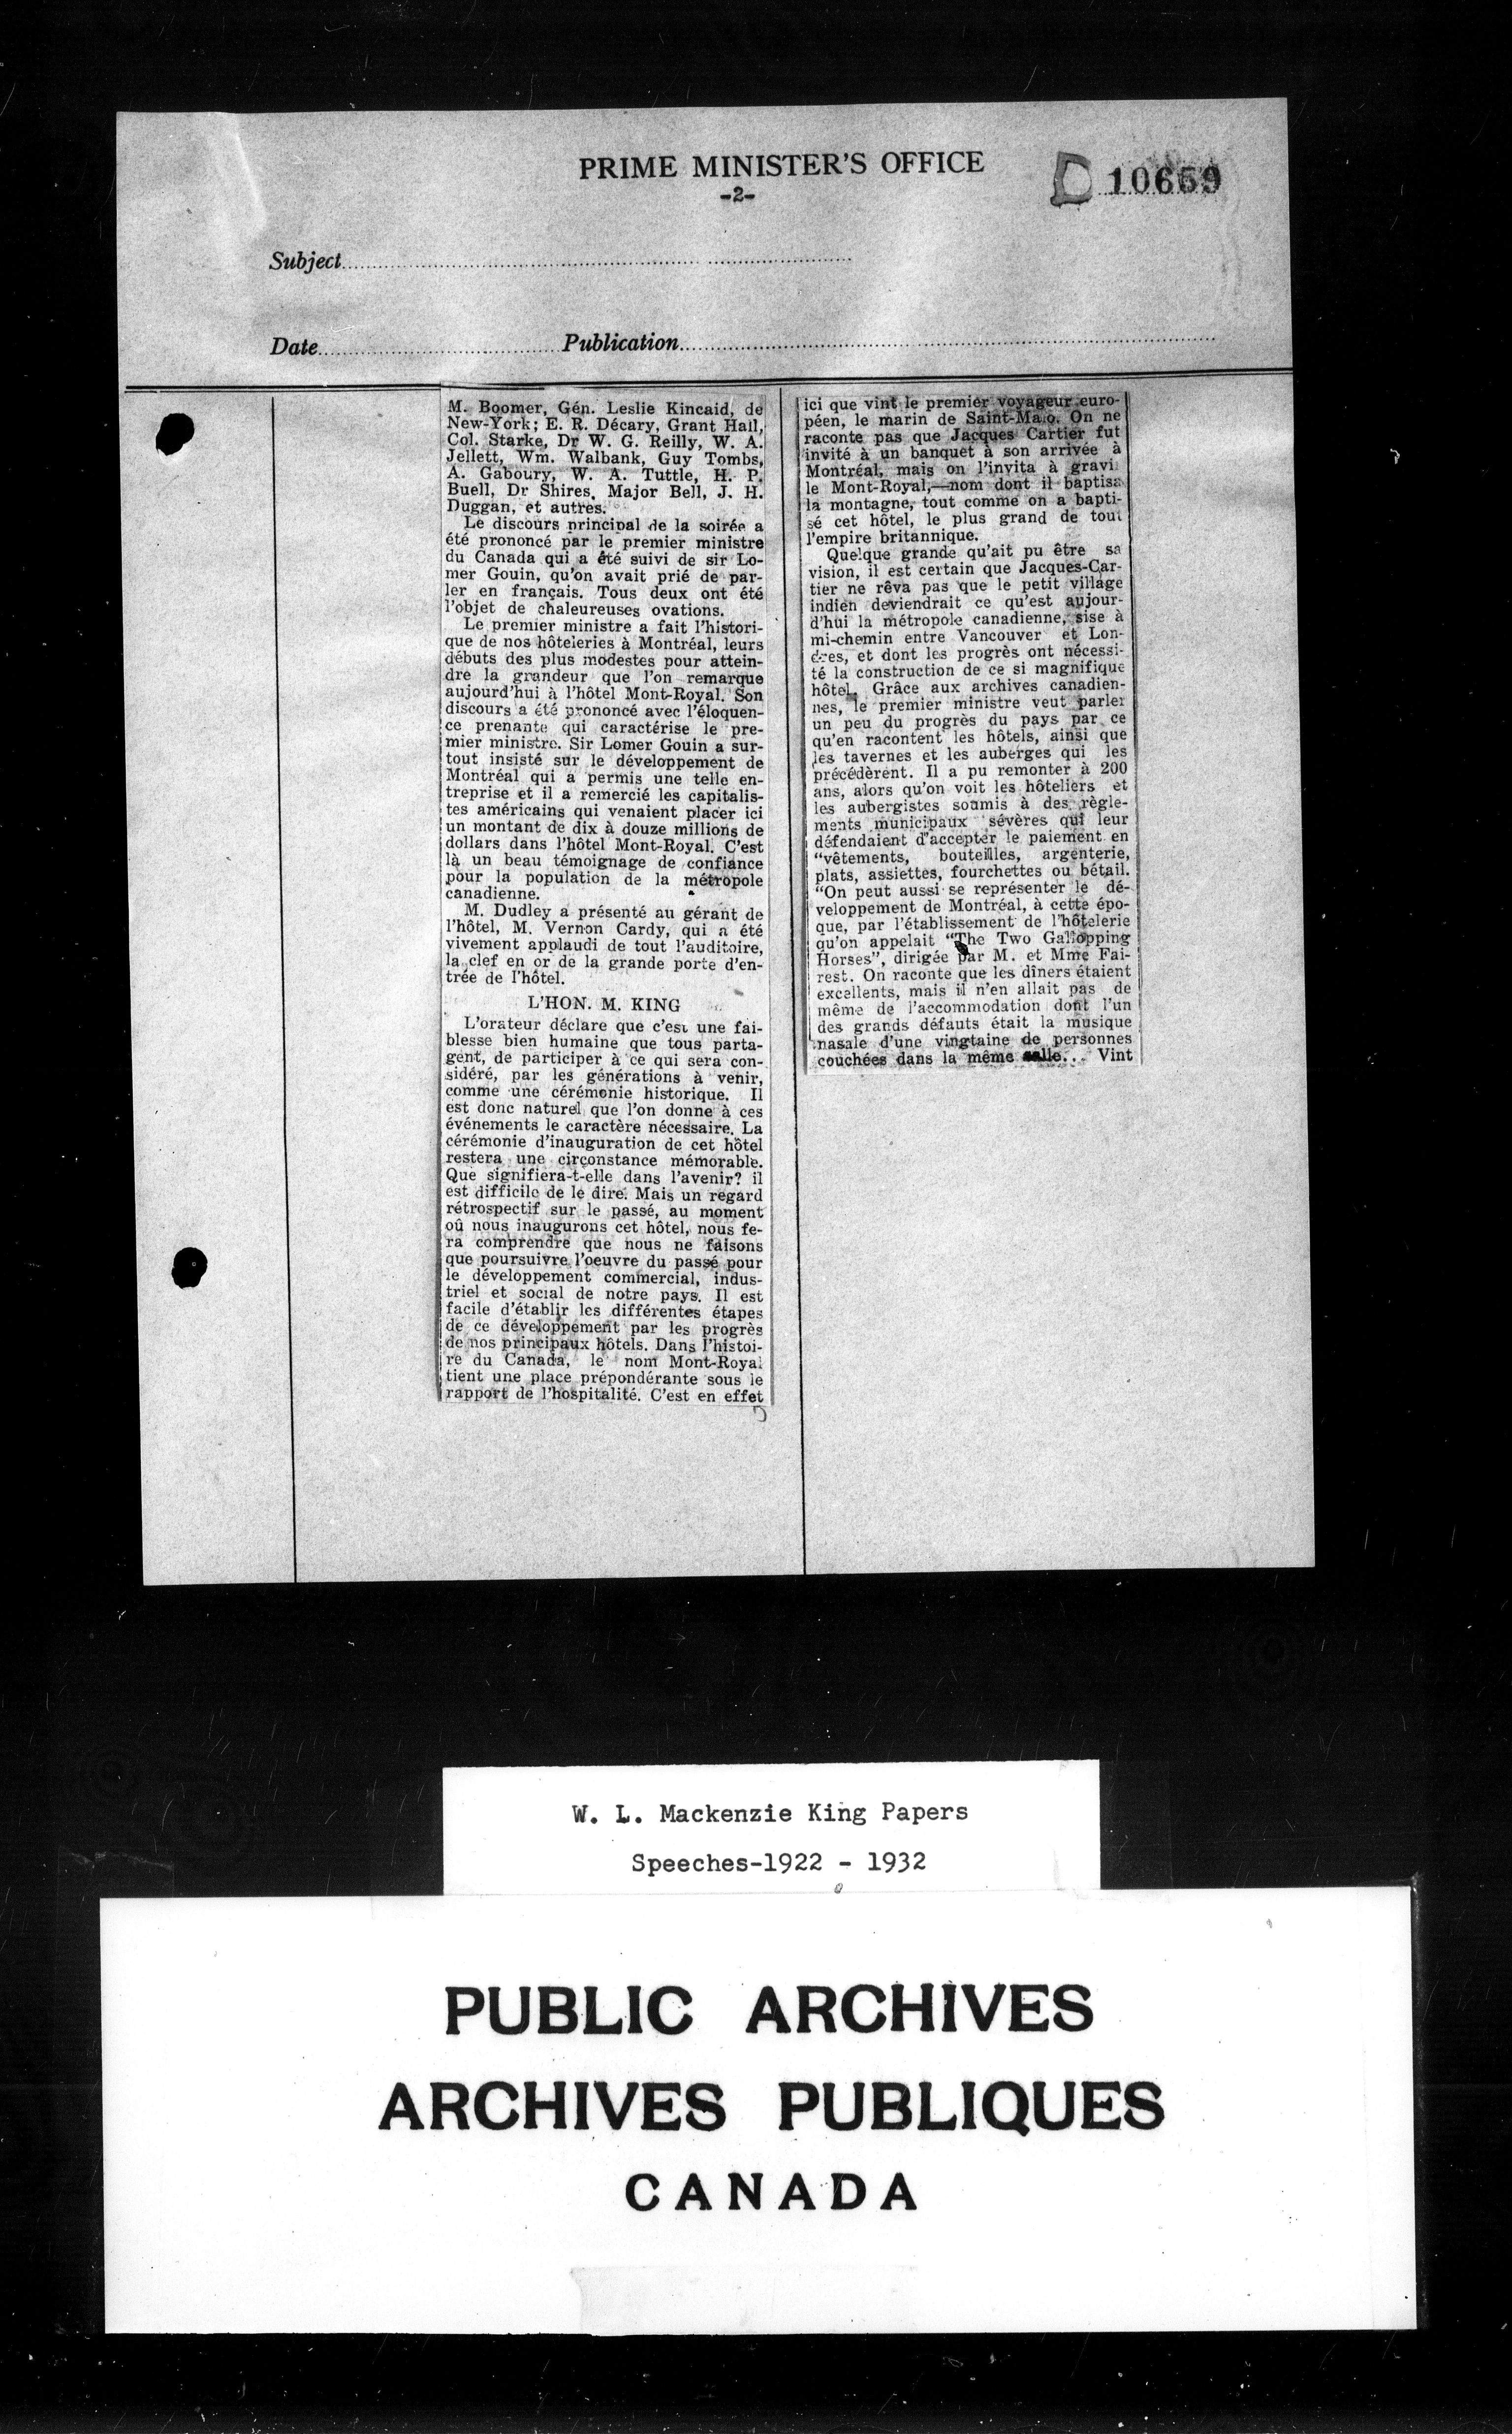 PRIME MINISTER'S OFFICE
-2-
D 10659
Subject
Date Publication
M. Boomer, Gén. Leslie Kincaid, de
New-York; E. R. Décary, Grant Hall,
Col. Starke, Dr W. G. Reilly, W. A.
Jellett, Wm. Walbank, Guy Tombs,
A. Gaboury, W. A. Tuttle, H. P.
Buell, Dr Shires, Major Bell, J. H.
Duggan, et autres.
Le discours principal de la soirée a
été prononcé par le premier ministre
du Canada qui a été suivi de sir Lo-
mer Gouin, qu'on avait prié de par-
ler en français. Tous deux ont été
l'objet de chaleureuses ovations.
Le premier ministre a fait l'histori-
que de nos hôteleries à Montréal, leurs
débuts des plus modestes pour attein-
dre la grandeur que l'on remarque
aujourd'hui à l'hôtel Mont-Royal. Son
discours a été prononcé avec l'éloquen-
ce prenante qui caractérise le pre-
mier ministre. Sir Lomer Gouin a sur-
tout insisté sur le développement de
Montréal qui a permis une telle en-
treprise et il a remercié les capitalis-
tes américains qui venaient placer ici
un montant de dix à douze millions de
dollars dans l'hôtel Mont-Royal. C'est
là un beau témoignage de confiance
pour la population de la métropole
canadienne.
M. Dudley a présenté au gérant de
l'hôtel, M. Vernon Cardy, qui a été
vivement applaudi de tout l'auditoire,
la clef en or de la grande porte d'en-
trée de l'hôtel.
L'HON. M. KING
L'orateur déclare que c'est une fai-
blesse bien humaine que tous parta-
gent, de participer à ce qui sera con-
sidéré, par les générations à venir,
comme une cérémonie historique. Il
est donc naturel que l'on donne à ces
événements le caractère nécessaire. La
cérémonie d'inauguration de cet hôtel
restera une circonstance mémorable.
Que signifiera-t-elle dans l'avenir? il
est difficile de le dire. Mais un regard
rétrospectif sur le passé, au moment
où nous inaugurons cet hôtel, nous fe-
ra comprendre que nous ne faisons
que poursuivre l'oeuvre du passé pour
le développement commercial, indus-
triel et social de notre pays. Il est
facile d'établir les différentes étapes
de ce développement par les progrès
de nos principaux hôtels. Dans l'histoi-
re du Canada, le nom Mont-Royal
tient une place prépondérante sous le
rapport de l'hospitalité. C'est en effet
ici que vint le premier voyageur euro-
péen, le marin de Saint-Malo. On ne
raconte pas que Jacques Cartier fut
invité à un banquet à son arrivée à
Montréal, mais on l'invita à gravi
le Mont-Royal,—nom dont il baptisa
la montagne, tout comme on a bapti-
sé cet hôtel, le plus grand de tout
l'empire britannique.
Quelque grande qu'ait pu être sa
vision, il est certain que Jacques-Car-
tier ne rêva pas que le petit village
indien deviendrait ce qu'est aujour-
d'hui la métropole canadienne, sise à
mi-chemin entre Vancouver et Lon-
dres, et dont les progrès ont nécessi-
té la construction de ce si magnifique
hôtel. Grâce aux archives canadien-
nes, le premier ministre veut parler
un peu du progrès du pays par ce
qu'en racontent les hôtels, ainsi que
les tavernes et les auberges qui les
précédèrent. Il a pu remonter à 200
ans, alors qu'on voit les hôteliers et
les aubergistes soumis à des règle-
ments municipaux sévères qui leur
défendaient d'accepter le paiement en
"vêtements, bouteilles, argenterie,
plats, assiettes, fourchettes ou bétail.
"On peut aussi se représenter le dé-
veloppement de Montréal, à cette épo-
que, par l'établissement de l'hôtelerie
qu'on appelait "The Two Gallopping
Horses", dirigée par M. et Mme Fai-
rest. On raconte que les dîners étaient
excellents, mais il n'en allait pas de
même de l'accommodation dont l'un
des grands défauts était la musique
nasale d'une vingtaine de personnes
couchées dans la même salle... Vint
W. L. Mackenzie King Papers
Speeches-1922 - 1932
PUBLIC ARCHIVES
ARCHIVES PUBLIQUES
CANADA